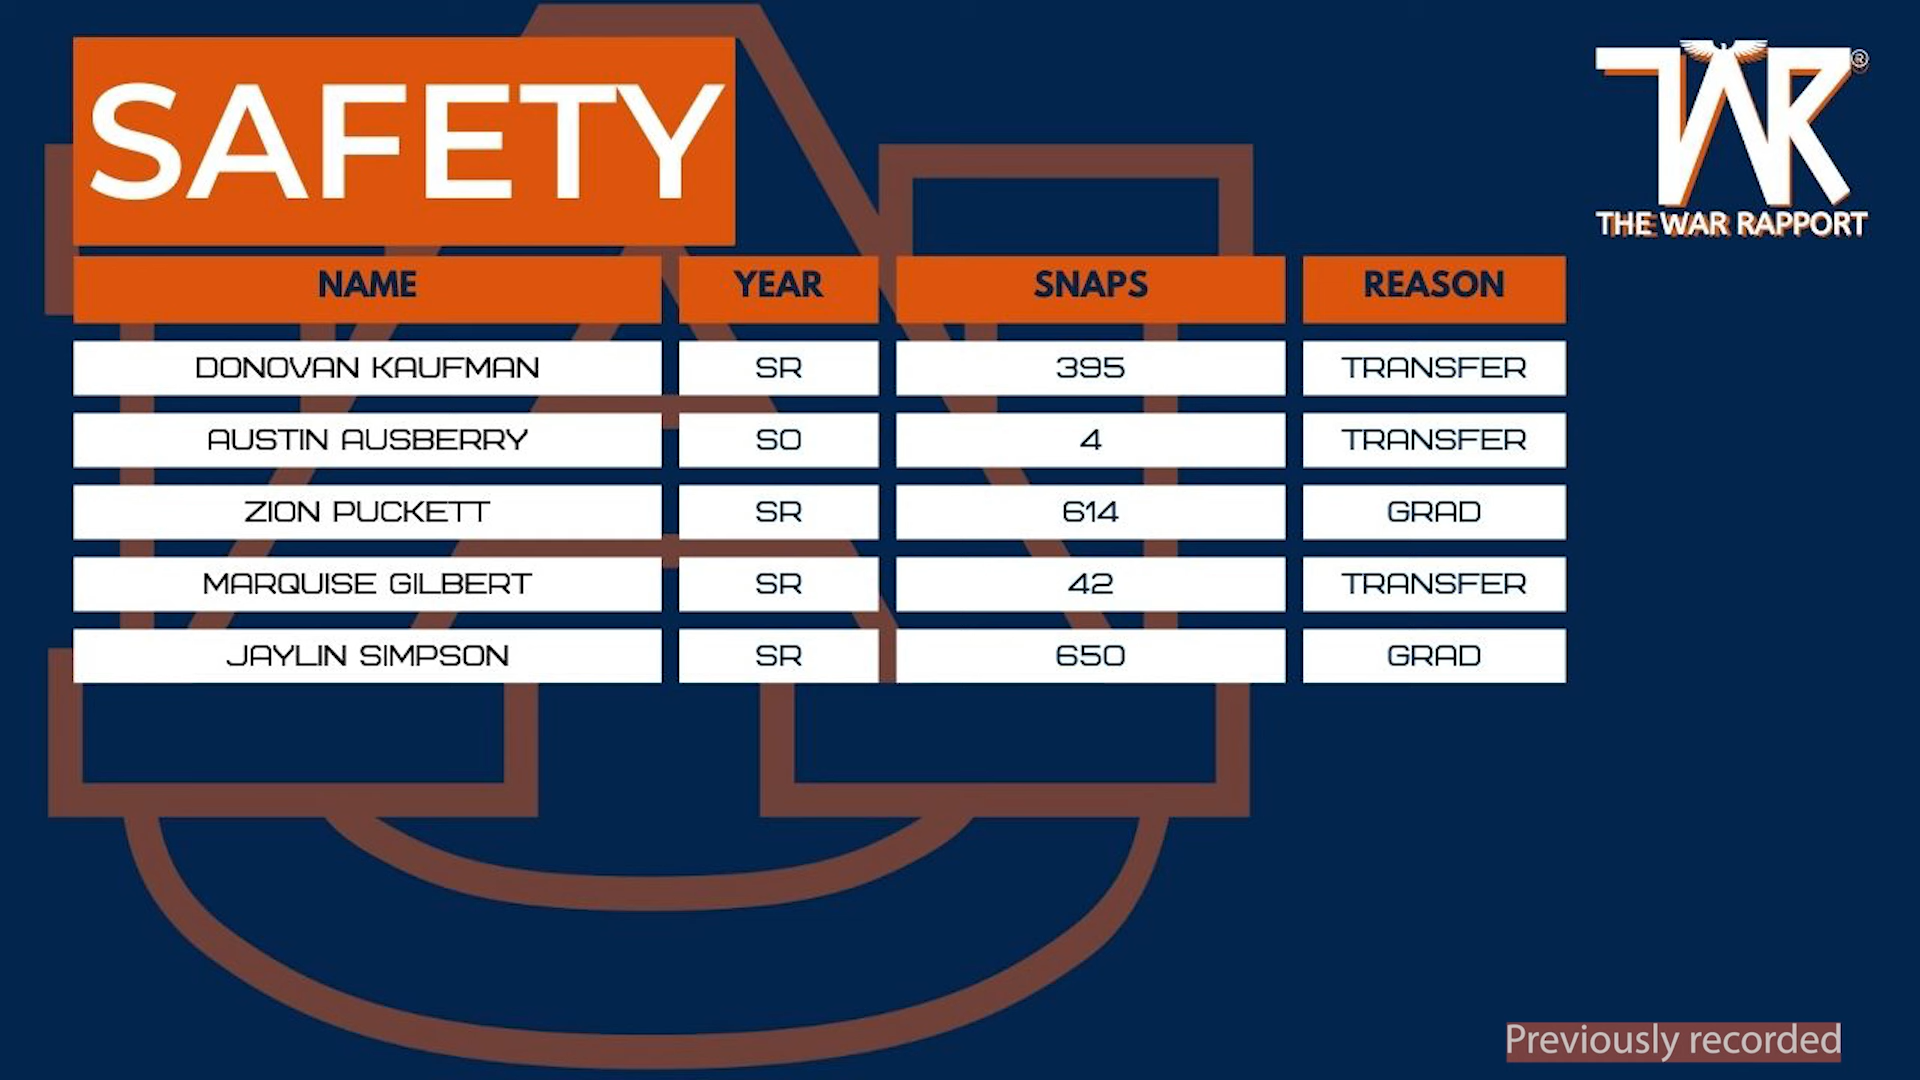 SAFETY
THE WAR RAPPORT
NAME YEAR SNAPS REASON
DONOVAN KAUFMAN SR 395 TRANSFER
AUSTIN AUSBERRY SO 4 TRANSFER
ZION PUCKETT SR 614 GRAD
MARQUISE GILBERT SR 42 TRANSFER
JAYLIN SIMPSON SR 650 GRAD
Previously recorded